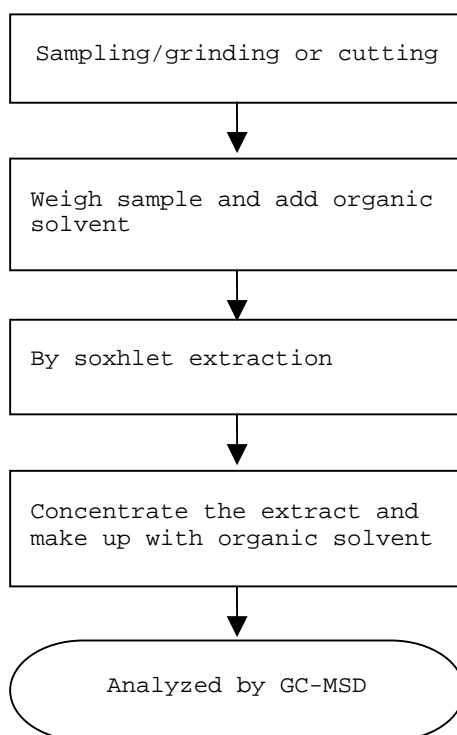 Sampling/grinding or cutting
Weigh sample and add organic
solvent
By soxhlet extraction
Concentrate the extract and
make up with organic solvent
Analyzed by GC-MSD